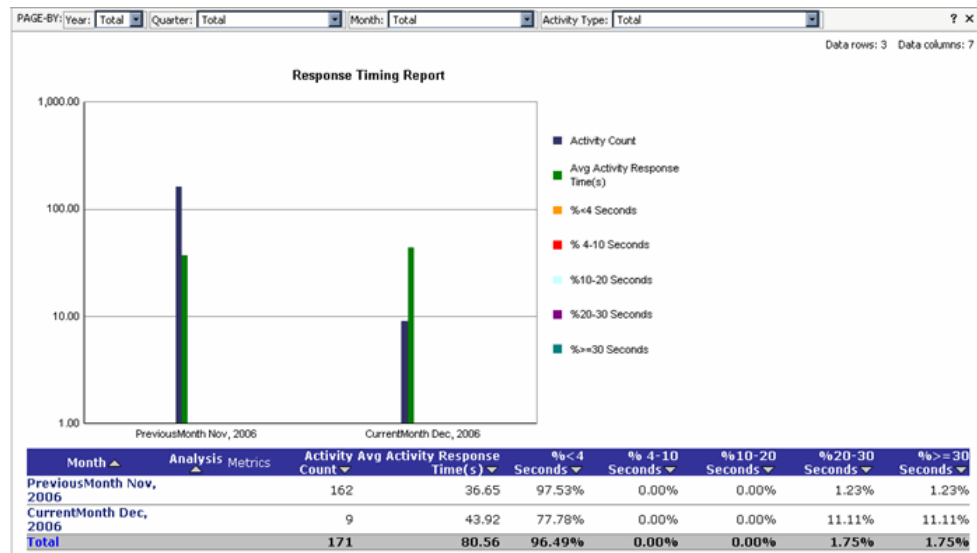 PAGE-BY: Year: Total Quarter: Total Month: Total Activity Type: Total ? X
Data rows: 3 Data columns: 7
Response Timing Report
1,000.00
100.00
10.00
1.00
PreviousMonth Nov, 2006 CurrentMonth Dec, 2006
Activity Count
Avg Activity Response
Time(s)
%<4 Seconds
% 4-10 Seconds
%10-20 Seconds
%20-30 Seconds
%>=30 Seconds
Month Analysis Metrics Activity Count Avg Activity Response Time(s) %<4 Seconds % 4-10 Seconds %10-20 Seconds %20-30 Seconds %>=30 Seconds
PreviousMonth Nov, 2006 162 36.65 97.53% 0.00% 0.00% 1.23% 1.23%
CurrentMonth Dec, 2006 9 43.92 77.78% 0.00% 0.00% 11.11% 11.11%
Total 171 80.56 96.49% 0.00% 0.00% 1.75% 1.75%